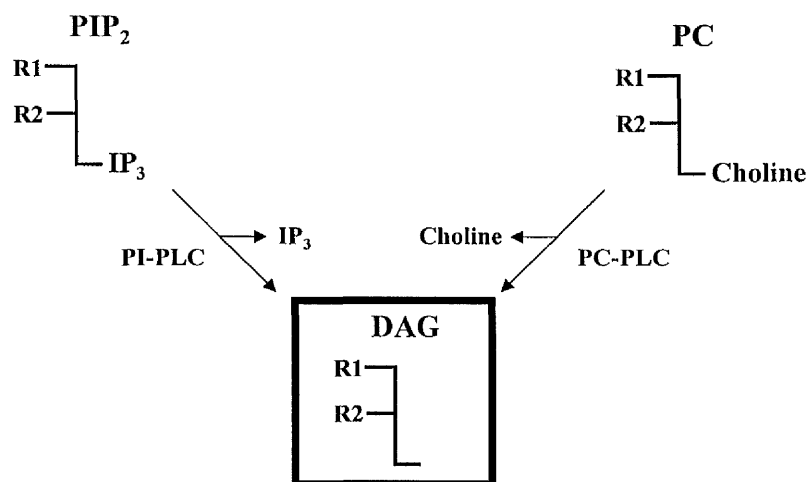 PIP₂
R1
R2
IP₃
PC
R1
R2
Choline
IP₃
PI-PLC
Choline
PC-PLC
DAG
R1
R2